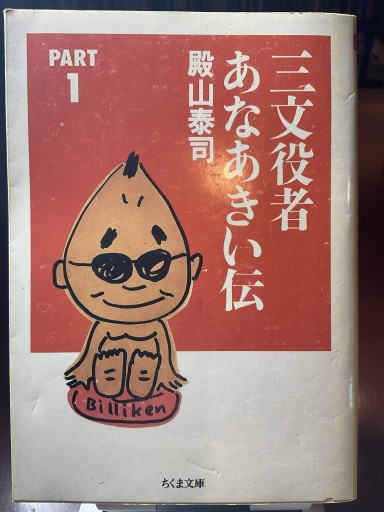 PART
1
三文役者
あなあきい伝
殿山泰司
Billiken
ちくま文庫